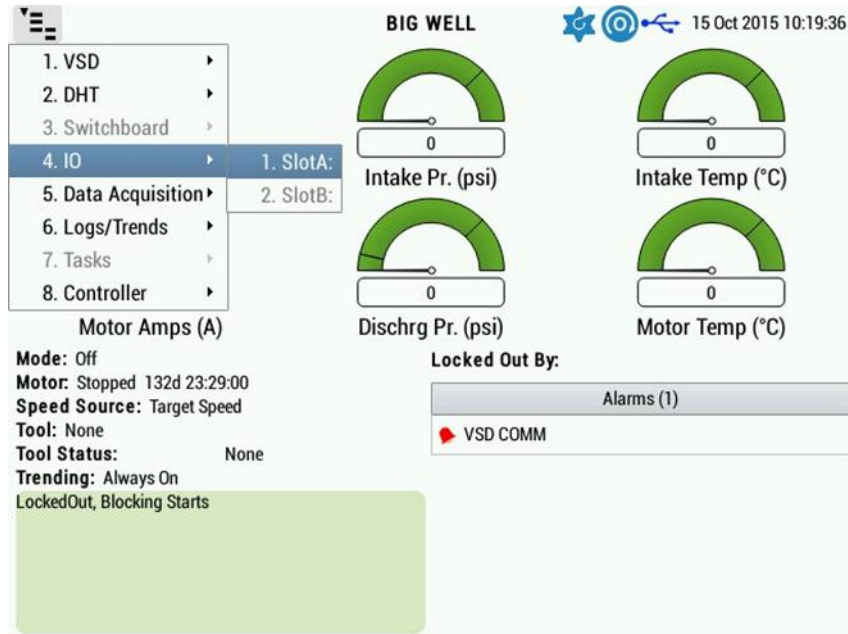 BIG WELL
15 Oct 2015 10:19:36
1. VSD
2. DHT
3. Switchboard
4. IO
5. Data Acquisition
6. Logs/Trends
7. Tasks
8. Controller
1. SlotA:
2. SlotB:
0
Intake Pr. (psi)
0
Intake Temp (°C)
Motor Amps (A)
0
Dischrg Pr. (psi)
0
Motor Temp (°C)
Mode: Off
Motor: Stopped 132d 23:29:00
Speed Source: Target Speed
Tool: None
Tool Status: None
Trending: Always On
LockedOut, Blocking Starts
Locked Out By:
Alarms (1)
VSD COMM